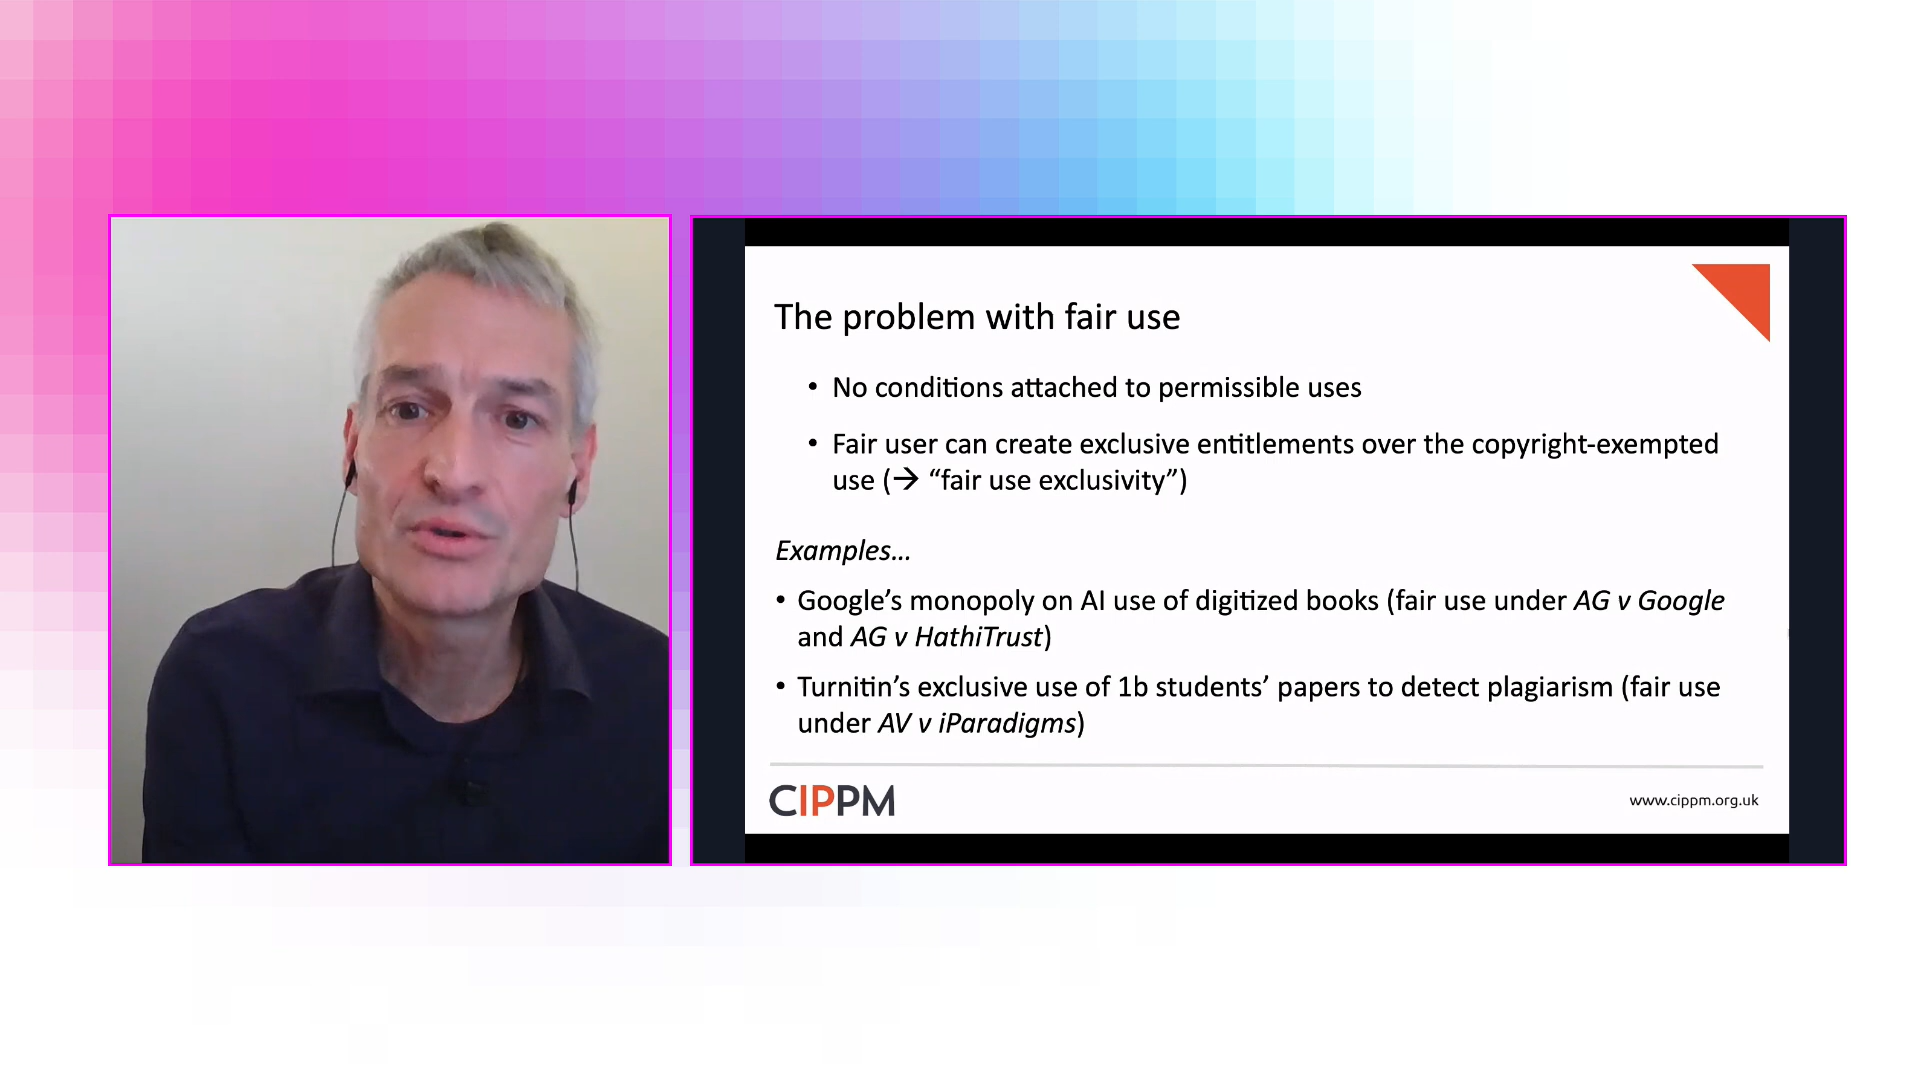 The problem with fair use
• No conditions attached to permissible uses
• Fair user can create exclusive entitlements over the copyright-exempted
use (→ “fair use exclusivity”)
Examples…
• Google’s monopoly on AI use of digitized books (fair use under AG v Google
and AG v HathiTrust)
• Turnitin’s exclusive use of 1b students’ papers to detect plagiarism (fair use
under AV v iParadigms)
CIPPM
www.cippm.org.uk